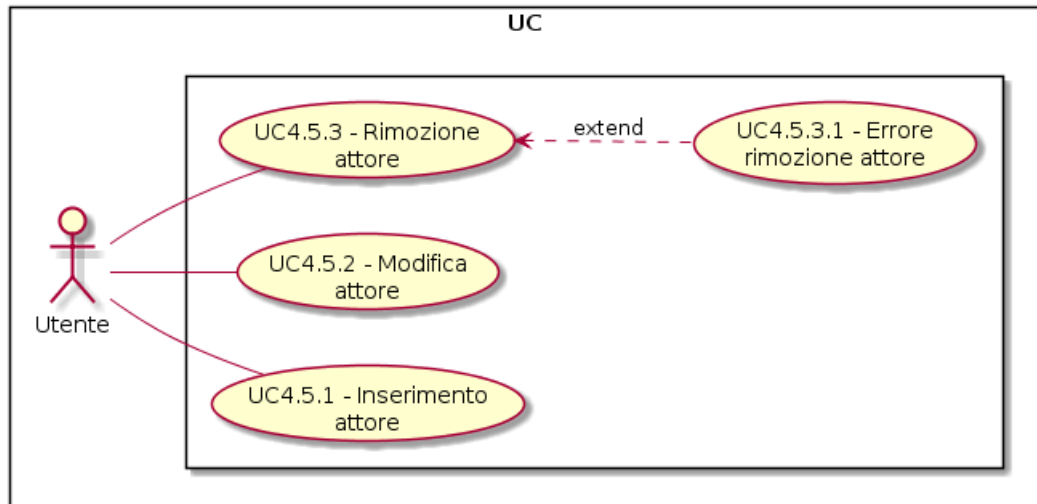 UC
UC4.5.3 - Rimozione
attore
extend
UC4.5.3.1 - Errore
rimozione attore
UC4.5.2 - Modifica
attore
Utente
UC4.5.1 - Inserimento
attore